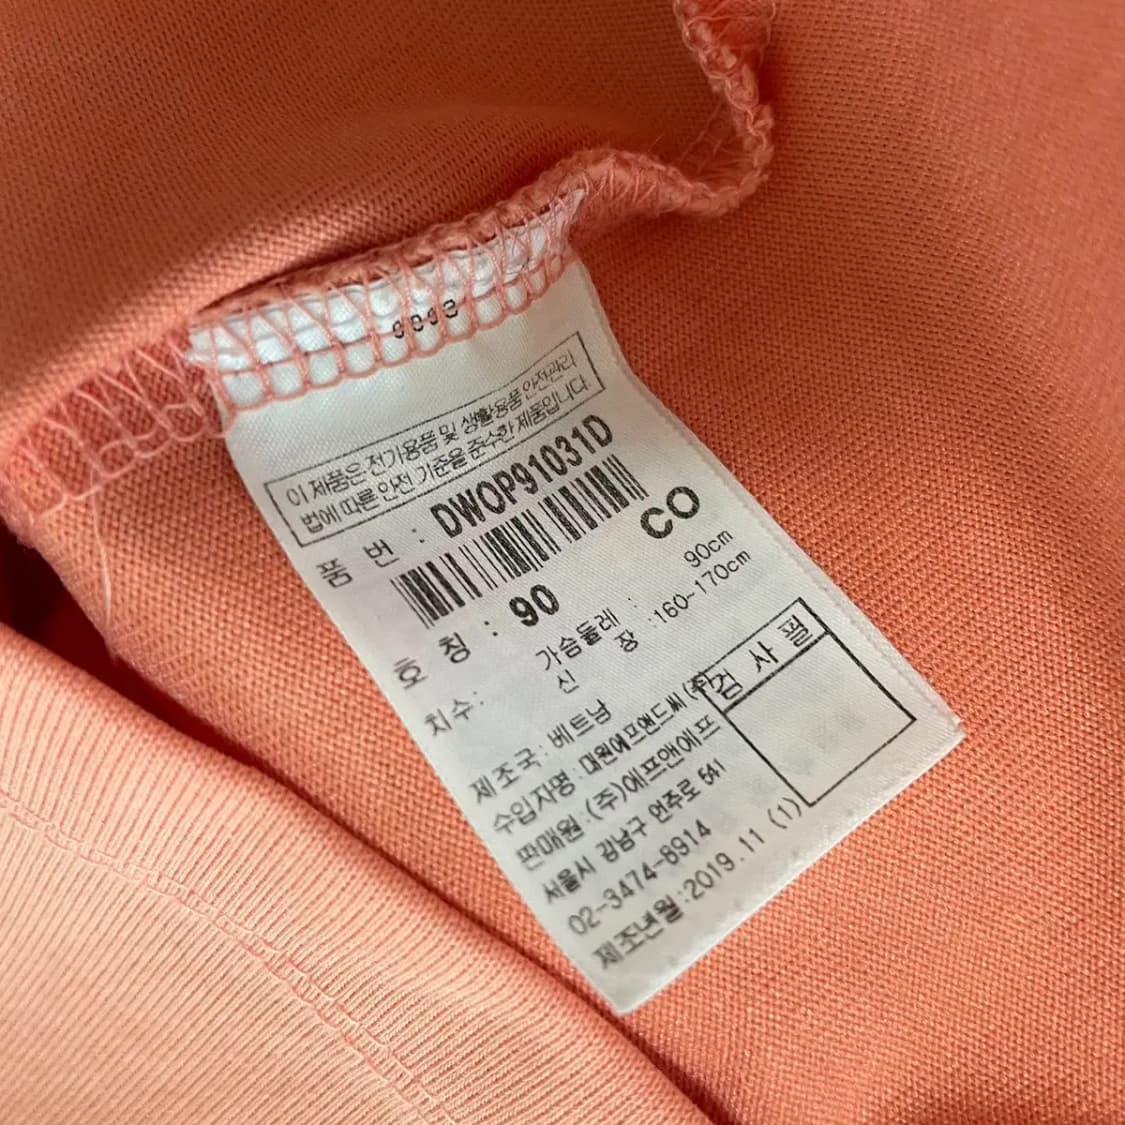 이 제품은 전기용품 및 생활용품 안전관리
법에 따른 안전 기준을 준수한 제품입니다.
품 번 : DWOP91031D
CO
호 칭 : 90
치수: 가슴둘레 : 90cm
신 장 :160-170cm
검 사 필
제조국: 베트남
수입자명 : 대원에프앤드씨 (주)
판매원 : (주)에프앤에프
서울시 강남구 언주로 541
02-3474-6914
제조년월 : 2019.11 (1)